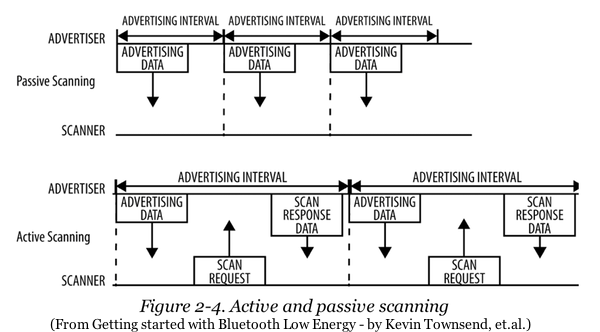 ADVERTISING INTERVAL ADVERTISING INTERVAL ADVERTISING INTERVAL
ADVERTISER
ADVERTISING DATA ADVERTISING DATA ADVERTISING DATA
Passive Scanning
SCANNER
ADVERTISING INTERVAL ADVERTISING INTERVAL
ADVERTISER
ADVERTISING DATA SCAN RESPONSE DATA ADVERTISING DATA SCAN RESPONSE DATA
Active Scanning
SCAN REQUEST SCAN REQUEST
SCANNER
Figure 2-4. Active and passive scanning
(From Getting started with Bluetooth Low Energy - by Kevin Townsend, et.al.)